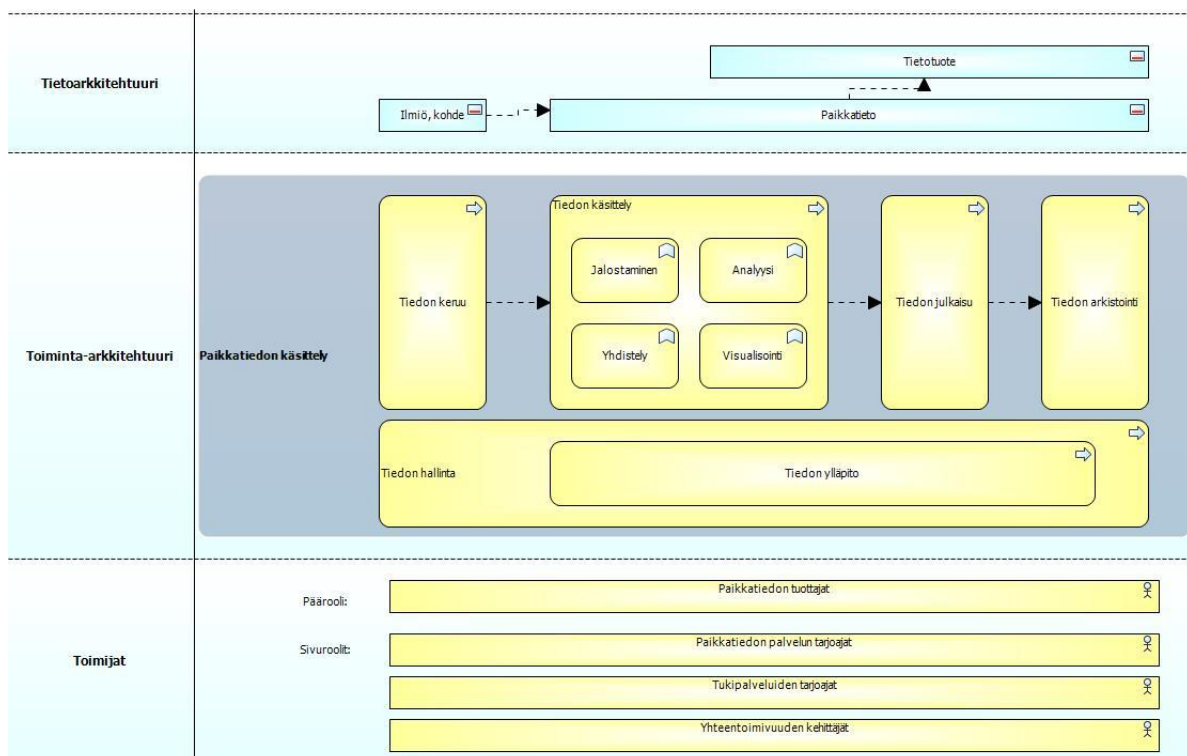 Tietoarkkitehtuuri
Tietotuote
Ilmiö, kohde
Paikkatieto
Toiminta-arkkitehtuuri
Paikkatiedon käsittely
Tiedon keruu
Tiedon käsittely
Jalostaminen
Analyysi
Yhdistely
Visualisointi
Tiedon julkaisu
Tiedon arkistointi
Tiedon hallinta
Tiedon ylläpito
Toimijat
Päärooli:
Paikkatiedon tuottajat
Sivuroolit:
Paikkatiedon palvelun tarjoajat
Tukipalveluiden tarjoajat
Yhteentoimivuuden kehittäjät